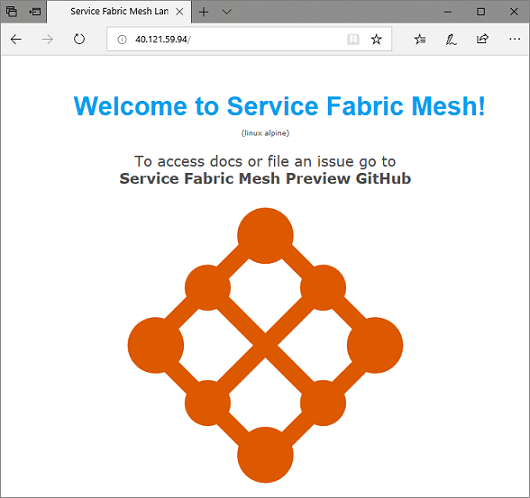 Service Fabric Mesh Lan
40.121.59.94/
Welcome to Service Fabric Mesh!
(linux alpine)
To access docs or file an issue go to
Service Fabric Mesh Preview GitHub